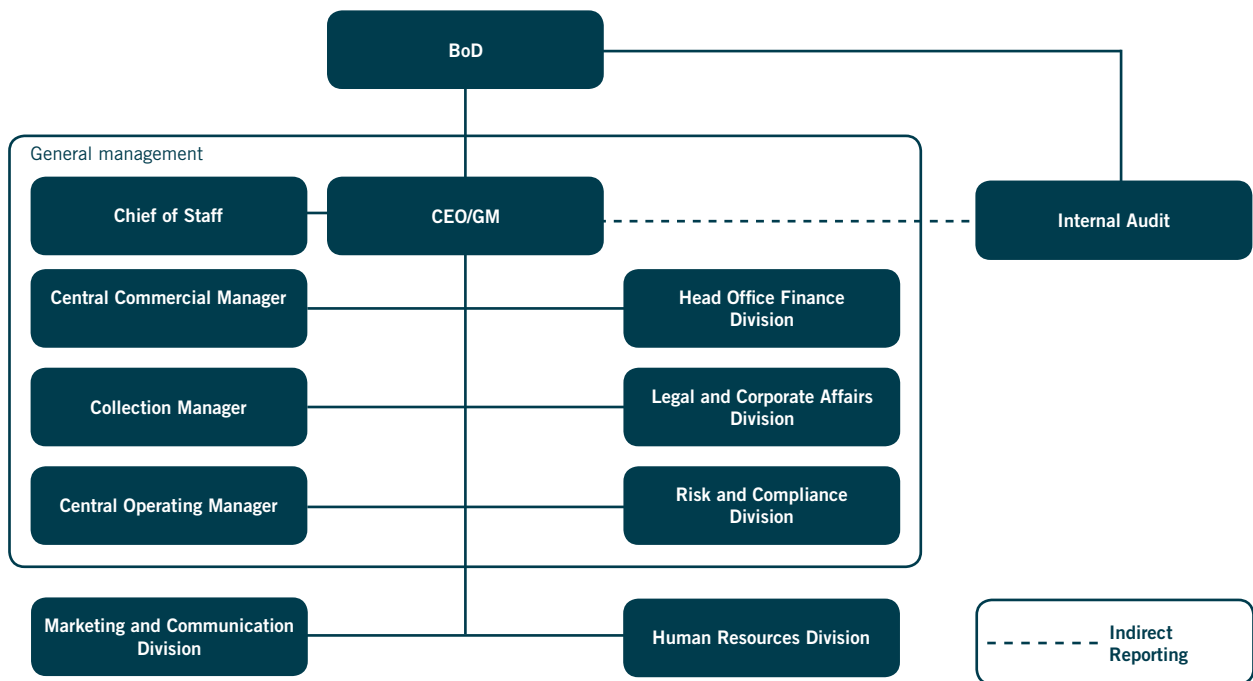 BoD
General management
Chief of Staff
CEO/GM
Internal Audit
Central Commercial Manager
Head Office Finance
Division
Collection Manager
Legal and Corporate Affairs
Division
Central Operating Manager
Risk and Compliance
Division
Marketing and Communication
Division
Human Resources Division
Indirect
Reporting